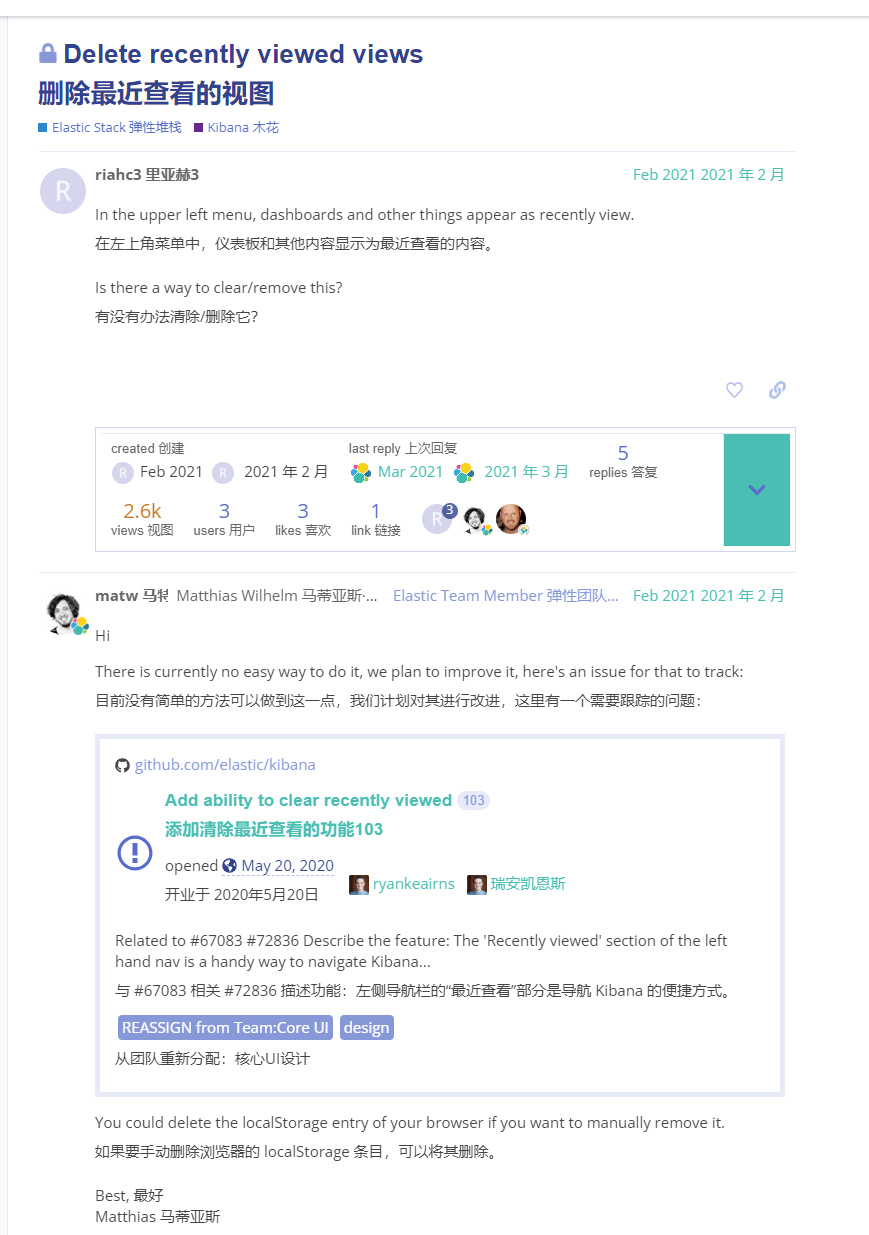 Delete recently viewed views
删除最近查看的视图
Elastic Stack 弹性堆栈 Kibana 木花
R
riahc3 里亚赫3 Feb 2021 2021 年 2 月
In the upper left menu, dashboards and other things appear as recently view.
在左上角菜单中，仪表板和其他内容显示为最近查看的内容。
Is there a way to clear/remove this?
有没有办法清除/删除它?
created 创建 last reply 上次回复 5
R Feb 2021 R 2021 年 2 月 Mar 2021 2021 年 3 月 replies 答复
2.6k 3 3 1 R 3
views 视图 users 用户 likes 喜欢 link 链接
matw 马特 Matthias Wilhelm 马蒂亚斯·... Elastic Team Member 弹性团队... Feb 2021 2021 年 2 月
Hi
There is currently no easy way to do it, we plan to improve it, here's an issue for that to track:
目前没有简单的方法可以做到这一点，我们计划对其进行改进，这里有一个需要跟踪的问题：
github.com/elastic/kibana
Add ability to clear recently viewed 103
添加清除最近查看的功能103
opened May 20, 2020
开业于 2020年5月20日
ryankeairns 瑞安凯恩斯
Related to #67083 #72836 Describe the feature: The 'Recently viewed' section of the left
hand nav is a handy way to navigate Kibana...
与 #67083 相关 #72836 描述功能：左侧导航栏的“最近查看”部分是导航 Kibana 的便捷方式。
REASSIGN from Team:Core UI design
从团队重新分配：核心UI设计
You could delete the localStorage entry of your browser if you want to manually remove it.
如果要手动删除浏览器的 localStorage 条目，可以将其删除。
Best, 最好
Matthias 马蒂亚斯